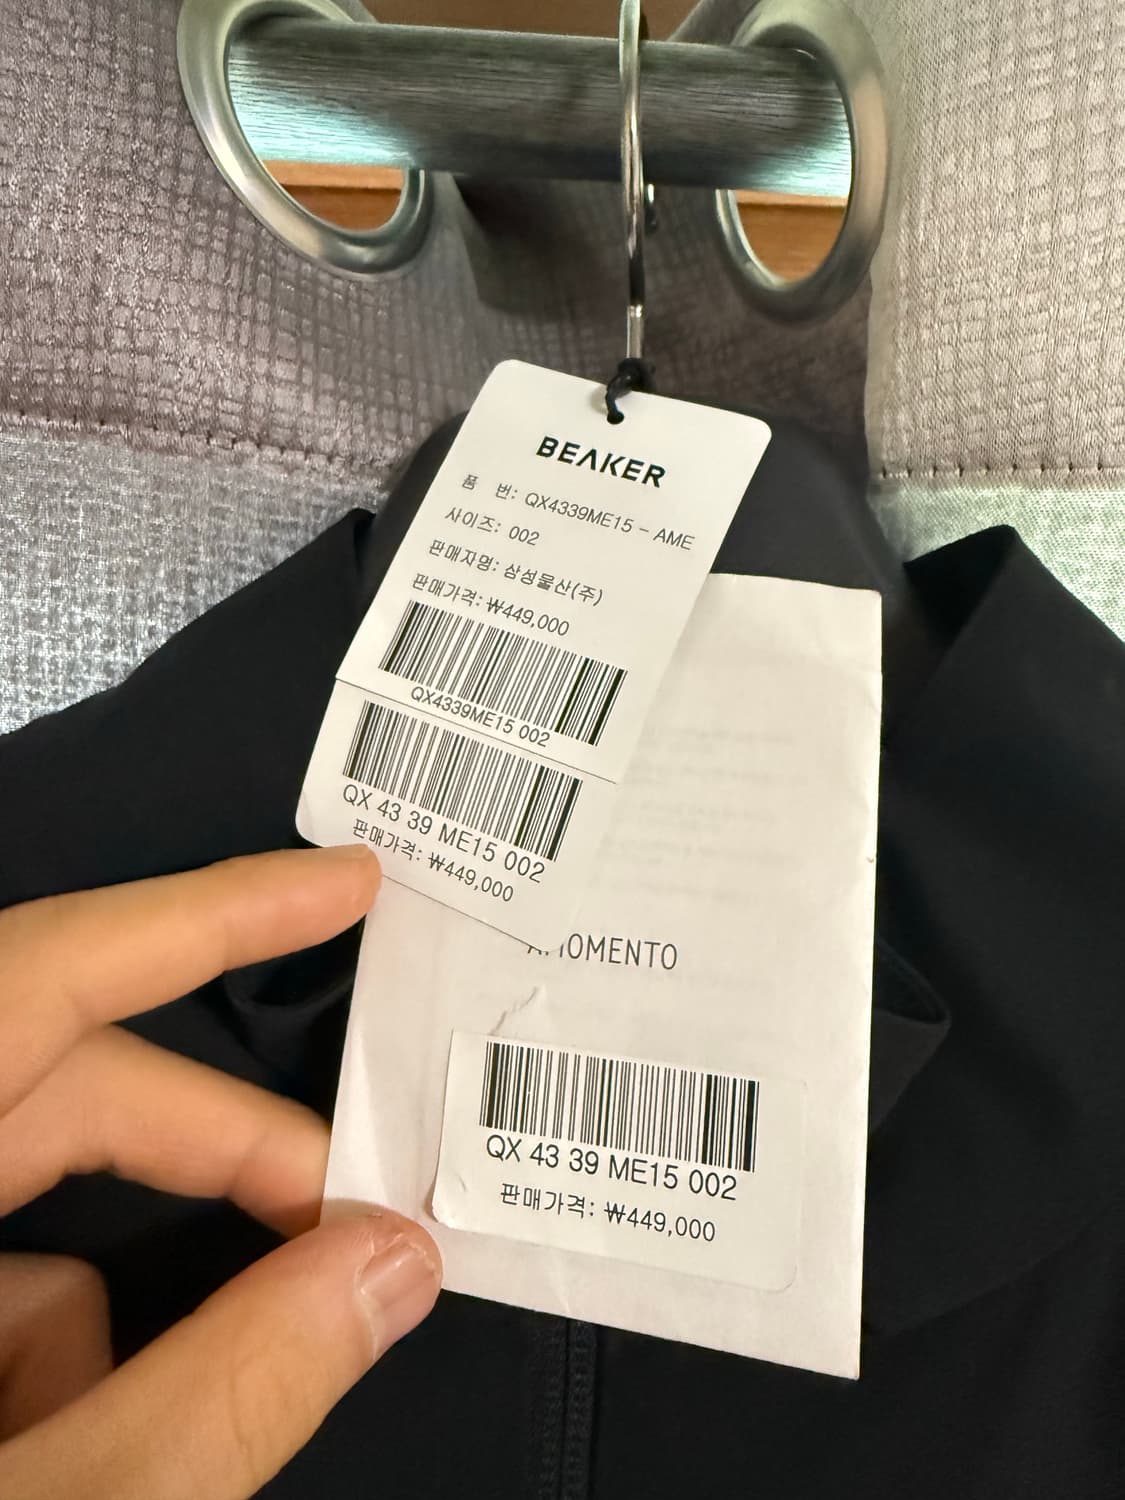 BEAKER
품 번: QX4339ME15 - AME
사이즈: 002
판매자명: 삼성물산(주)
판매가격: ₩449,000
QX4339ME15 002
QX 43 39 ME15 002
판매가격: ₩449,000
MOMENTO
QX 43 39 ME15 002
판매가격: ₩449,000